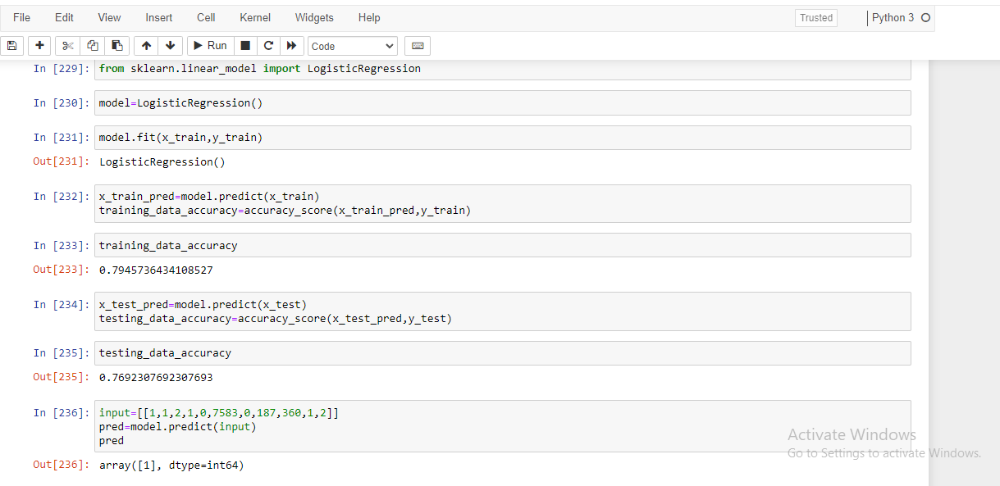 File Edit View Insert Cell Kernel Widgets Help Trusted Python 3
Run Code
In [229]: from sklearn.linear_model import LogisticRegression
In [230]: model=LogisticRegression()
In [231]: model.fit(x_train,y_train)
Out[231]: LogisticRegression()
In [232]: x_train_pred=model.predict(x_train)
training_data_accuracy=accuracy_score(x_train_pred,y_train)
In [233]: training_data_accuracy
Out[233]: 0.7945736434108527
In [234]: x_test_pred=model.predict(x_test)
testing_data_accuracy=accuracy_score(x_test_pred,y_test)
In [235]: testing_data_accuracy
Out[235]: 0.7692307692307693
In [236]: input=[[1,1,2,1,0,7583,0,187,360,1,2]]
pred=model.predict(input)
pred
Activate Windows
Go to Settings to activate Windows.
Out[236]: array([1], dtype=int64)